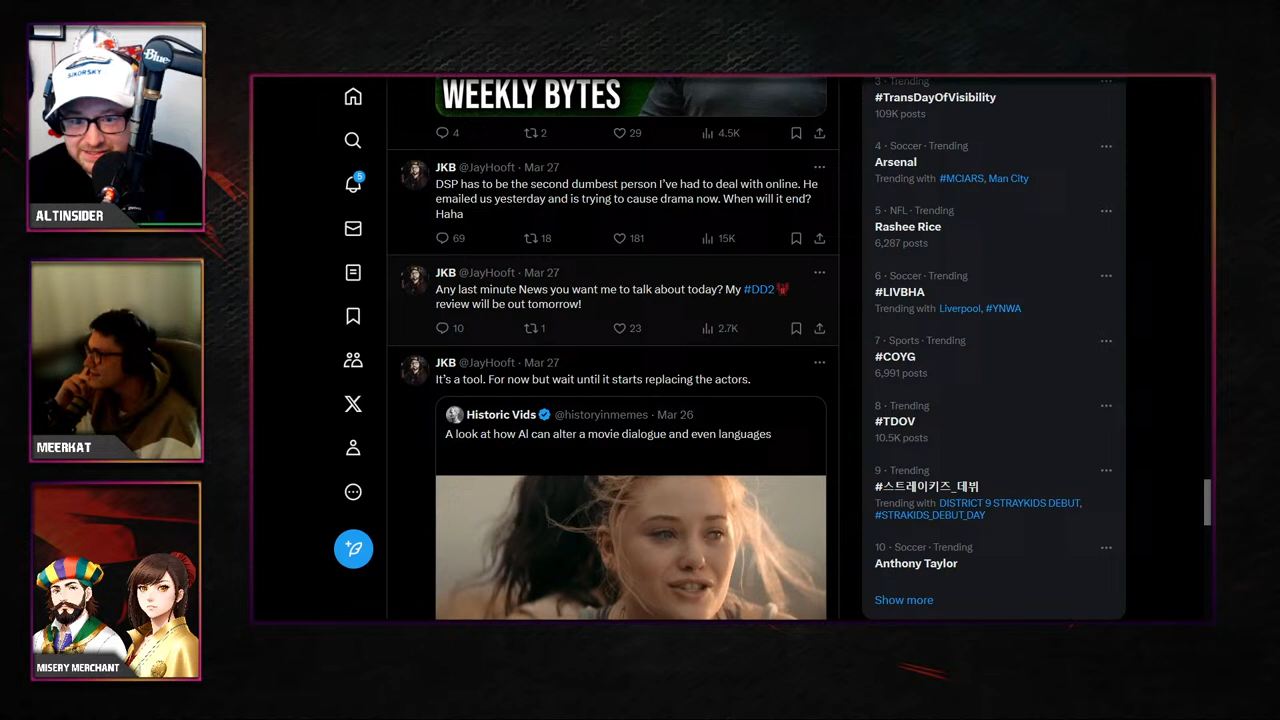 SIKORSKY
Blue
ALTINSIDER
MEERKAT
MISERY MERCHANT
5
WEEKLY BYTES
4 2 29 4.5K
JKB @JayHooft · Mar 27
DSP has to be the second dumbest person I've had to deal with online. He
emailed us yesterday and is trying to cause drama now. When will it end?
Haha
69 18 181 15K
JKB @JayHooft · Mar 27
Any last minute News you want me to talk about today? My #DD2
review will be out tomorrow!
10 1 23 2.7K
JKB @JayHooft · Mar 27
It's a tool. For now but wait until it starts replacing the actors.
Historic Vids @historyinmemes · Mar 26
A look at how AI can alter a movie dialogue and even languages
3 · Trending
#TransDayOfVisibility
109K posts
4 · Soccer · Trending
Arsenal
Trending with #MCIARS, Man City
5 · NFL · Trending
Rashee Rice
6,287 posts
6 · Soccer · Trending
#LIVBHA
Trending with Liverpool, #YNWA
7 · Sports · Trending
#COYG
6,991 posts
8 · Trending
#TDOV
10.5K posts
9 · Trending
#스트레이키즈_데뷔
Trending with DISTRICT 9 STRAYKIDS DEBUT,
#STRAKIDS_DEBUT_DAY
10 · Soccer · Trending
Anthony Taylor
Show more